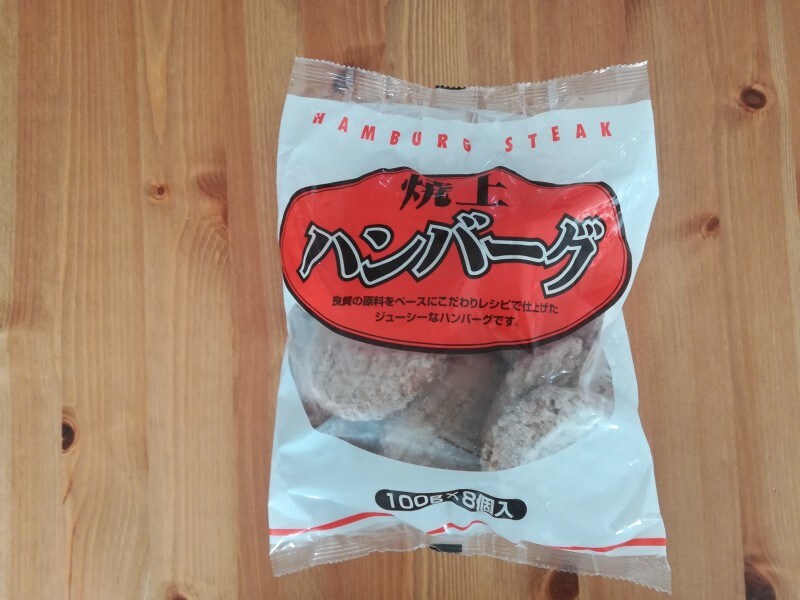 HAMBURG STEAK
焼上
ハンバーグ
良質の原料をベースにこだわりレシピで仕上げた
ジューシーなハンバーグです。
100g×8個入